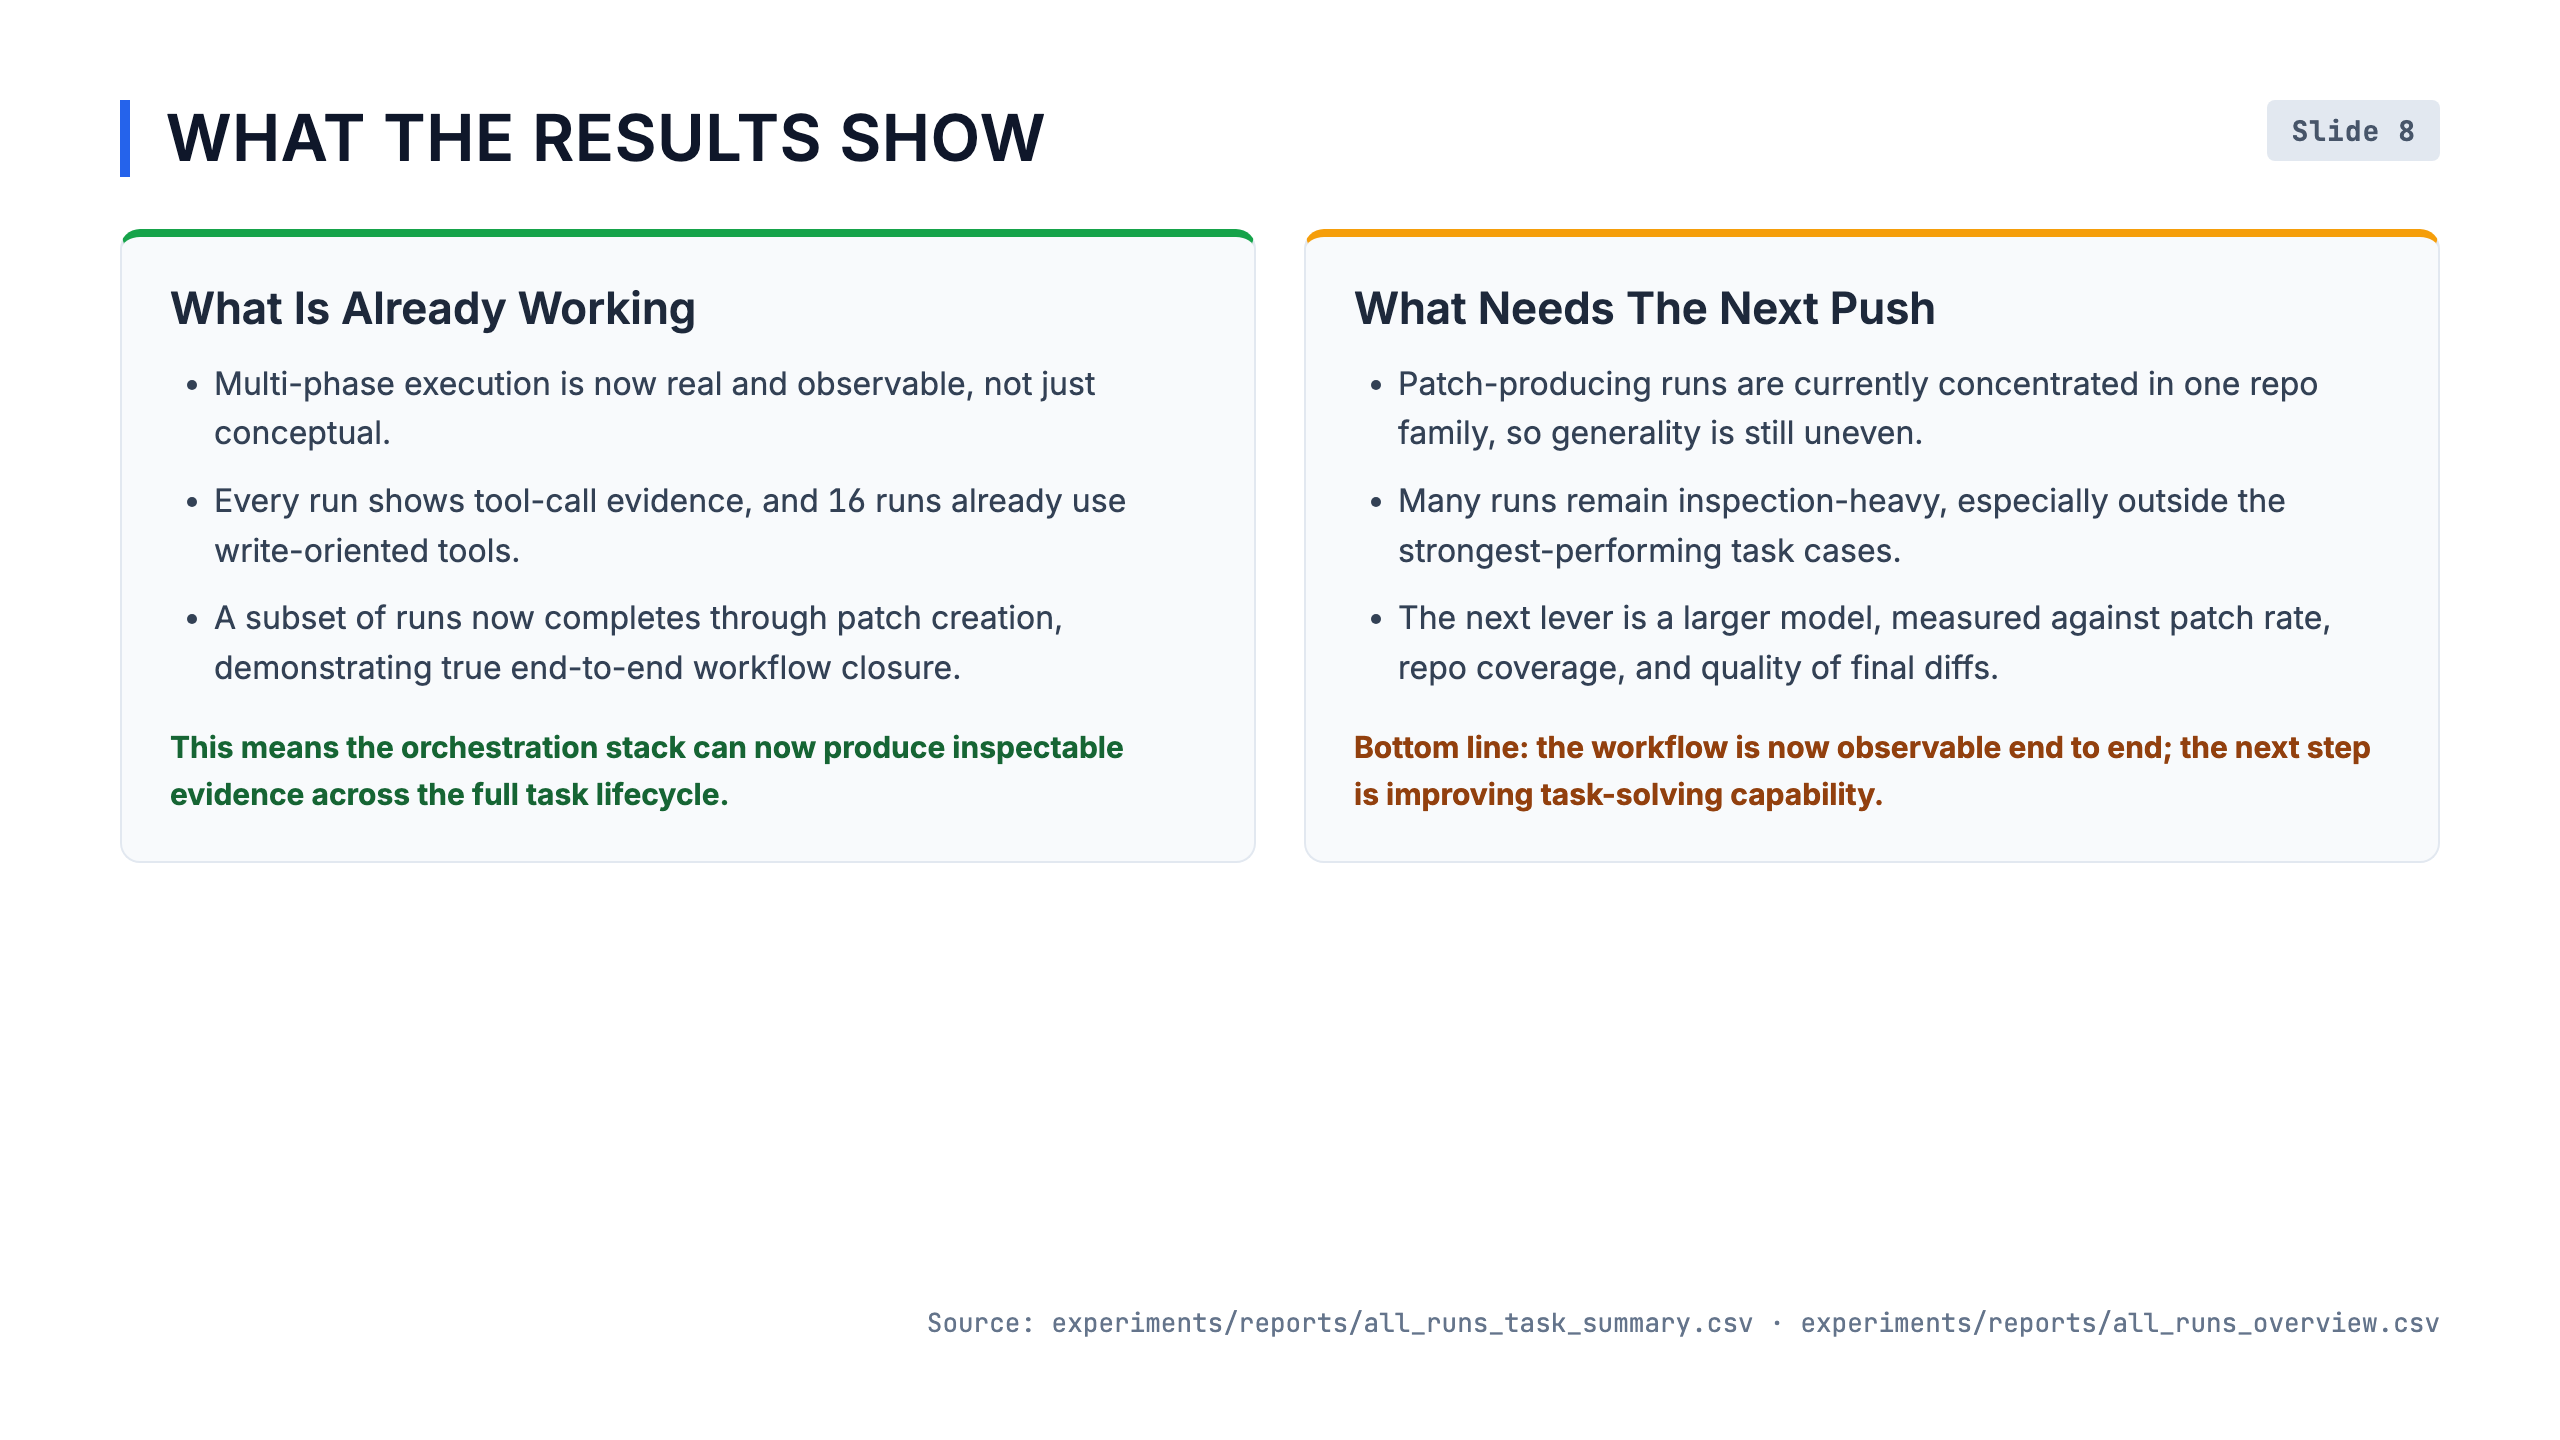 WHAT THE RESULTS SHOW
Slide 8
What Is Already Working
• Multi-phase execution is now real and observable, not just
conceptual.
• Every run shows tool-call evidence, and 16 runs already use
write-oriented tools.
• A subset of runs now completes through patch creation,
demonstrating true end-to-end workflow closure.
This means the orchestration stack can now produce inspectable
evidence across the full task lifecycle.
What Needs The Next Push
• Patch-producing runs are currently concentrated in one repo
family, so generality is still uneven.
• Many runs remain inspection-heavy, especially outside the
strongest-performing task cases.
• The next lever is a larger model, measured against patch rate,
repo coverage, and quality of final diffs.
Bottom line: the workflow is now observable end to end; the next step
is improving task-solving capability.
Source: experiments/reports/all_runs_task_summary.csv · experiments/reports/all_runs_overview.csv